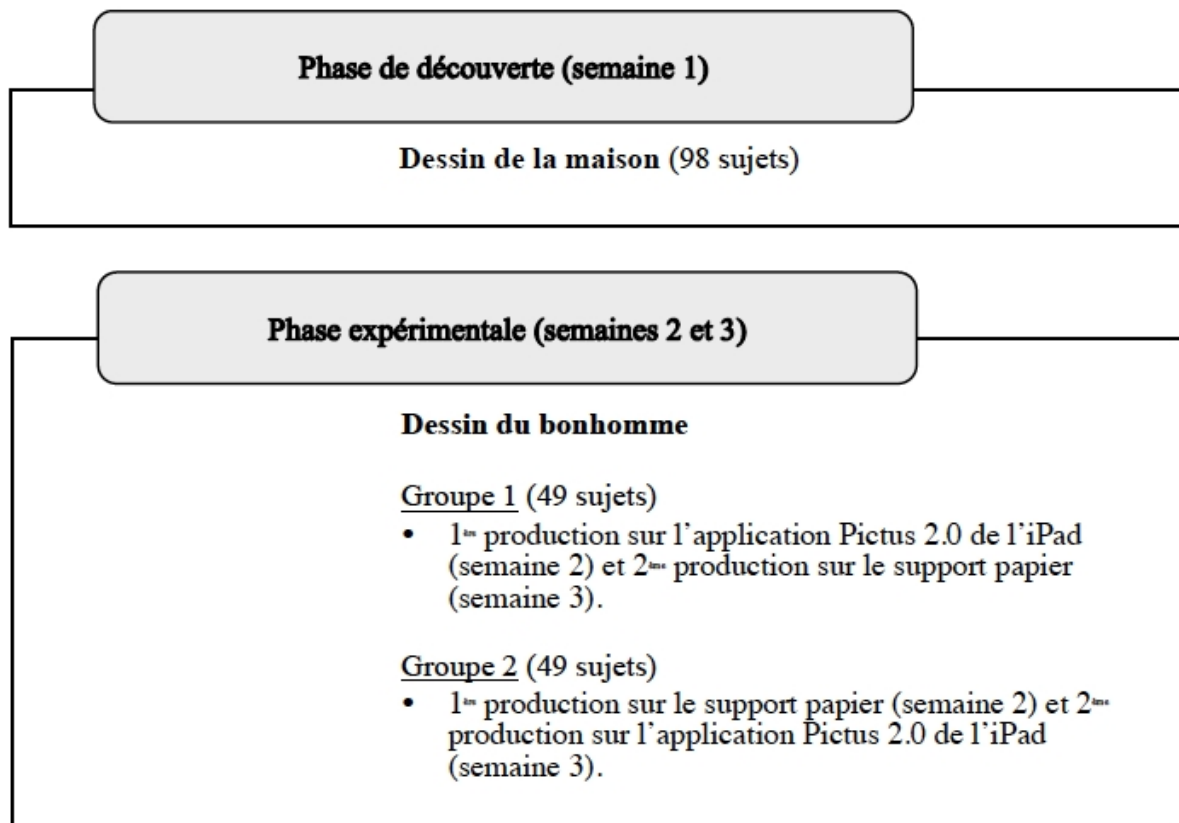 Phase de découverte (semaine 1)
Dessin de la maison (98 sujets)
Phase expérimentale (semaines 2 et 3)
Dessin du bonhomme
Groupe 1 (49 sujets)
• 1ère production sur l’application Pictus 2.0 de l’iPad
(semaine 2) et 2ème production sur le support papier
(semaine 3).
Groupe 2 (49 sujets)
• 1ère production sur le support papier (semaine 2) et 2ème
production sur l’application Pictus 2.0 de l’iPad
(semaine 3).